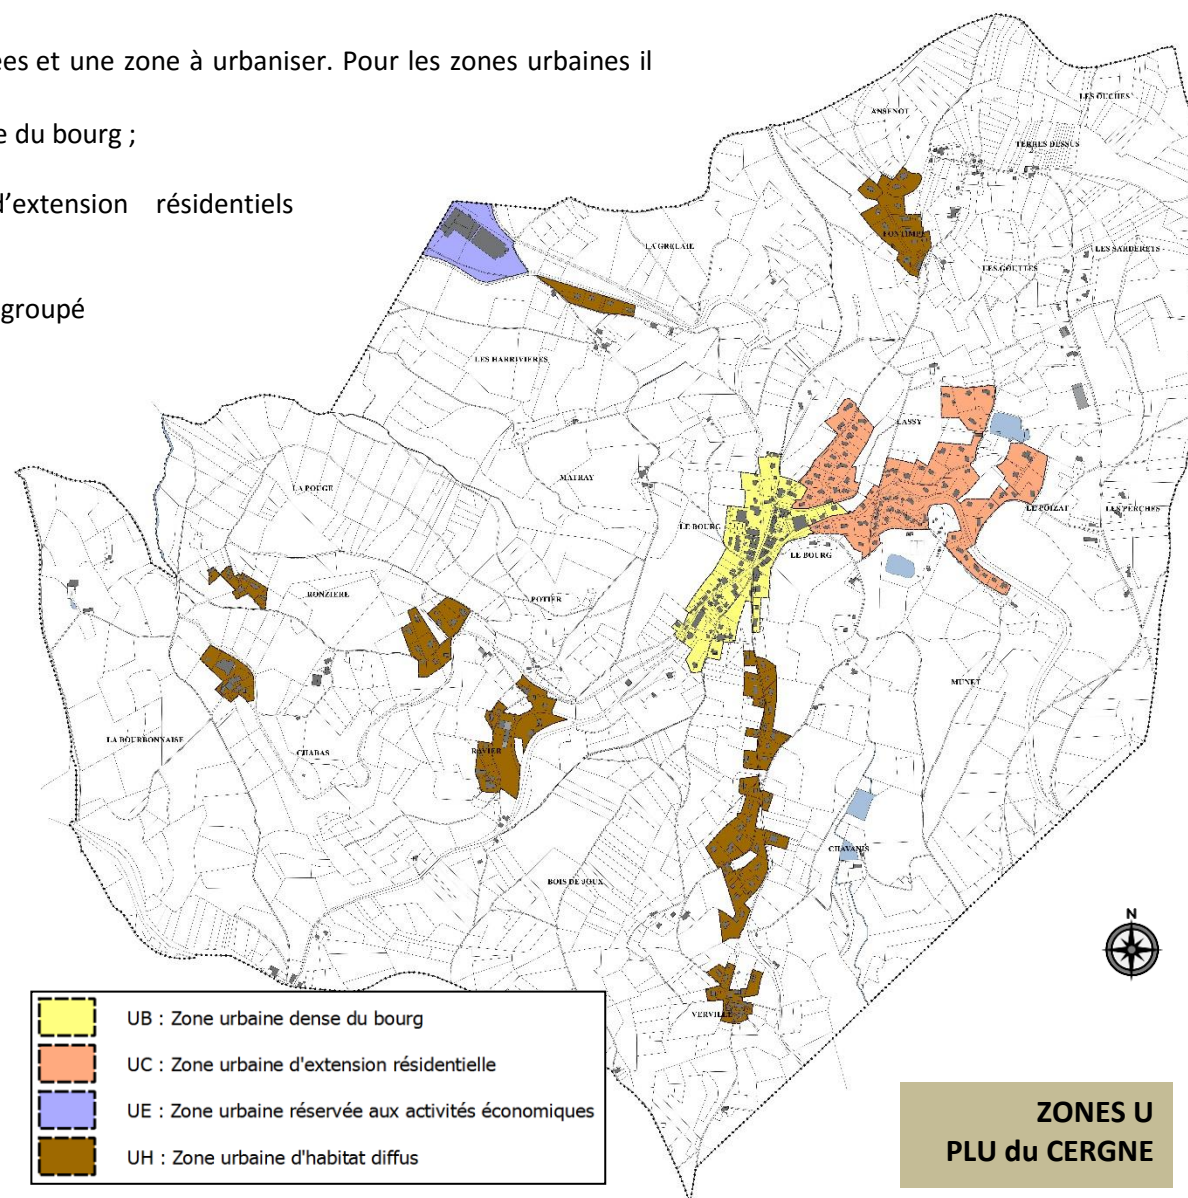 ées et une zone à urbaniser. Pour les zones urbaines il
e du bourg ;
d’extension résidentiels
groupé
ANSENOT
LES OUCHES
TERRES DESSUS
FONTIMPE
LA GRELAIE
LES SARDERETS
LES GOUTTES
LES HARRIVIERES
LASSY
MATRAY
LA POUGE
LE BOURG
LE POIZAT
LES PERCHES
LE BOURG
RONZIERE
POTIER
MUNET
LA BOURBONNAISE
CHABAS
RAVIER
CHAVANIS
BOIS DE JOUX
VERVILLE
N
UB : Zone urbaine dense du bourg
UC : Zone urbaine d'extension résidentielle
UE : Zone urbaine réservée aux activités économiques
UH : Zone urbaine d'habitat diffus
ZONES U
PLU du CERGNE